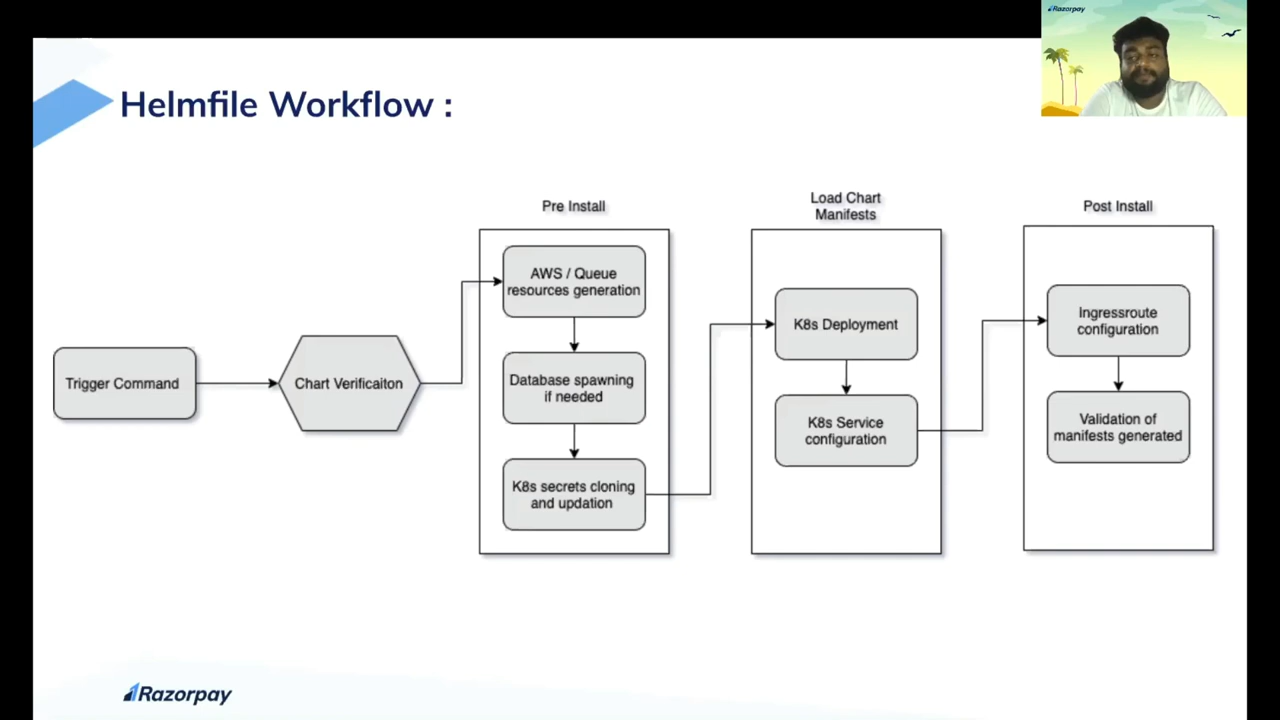 Razorpay
Helmfile Workflow :
Pre Install
Load Chart
Manifests
Post Install
AWS / Queue
resources generation
Database spawning
if needed
K8s secrets cloning
and updation
K8s Deployment
K8s Service
configuration
Ingressroute
configuration
Validation of
manifests generated
Trigger Command
Chart Verificaiton
Razorpay